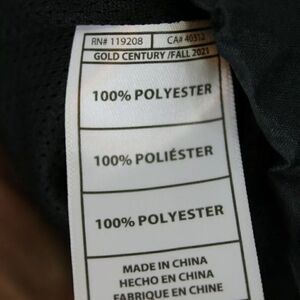 RN# 119208 CA# 40312
GOLD CENTURY /FALL 2021
100% POLYESTER
100% POLIÉSTER
100% POLYESTER
MADE IN CHINA
HECHO EN CHINA
FABRIQUE EN CHINE